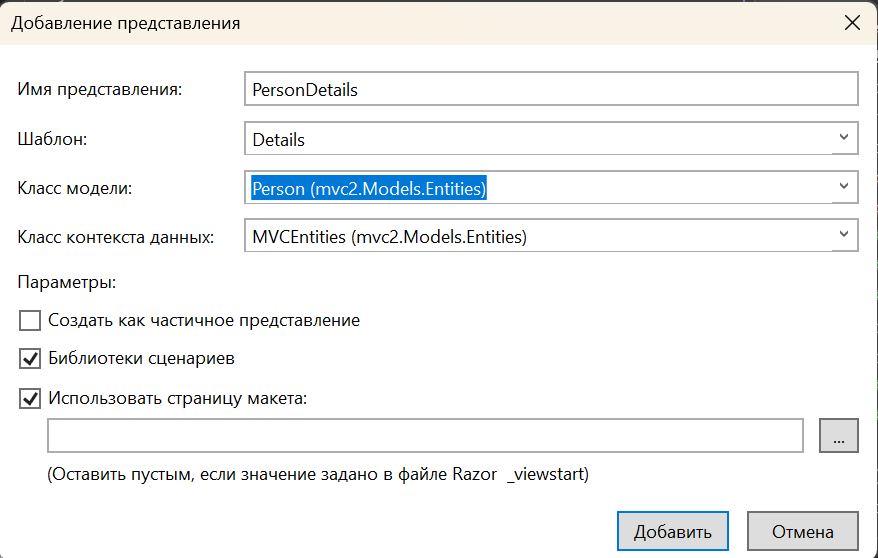 Добавление представления
Имя представления: PersonDetails
Шаблон: Details
Класс модели: Person (mvc2.Models.Entities)
Класс контекста данных: MVCEntities (mvc2.Models.Entities)
Параметры:
Создать как частичное представление
Библиотеки сценариев
Использовать страницу макета:
...
(Оставить пустым, если значение задано в файле Razor _viewstart)
Добавить Отмена